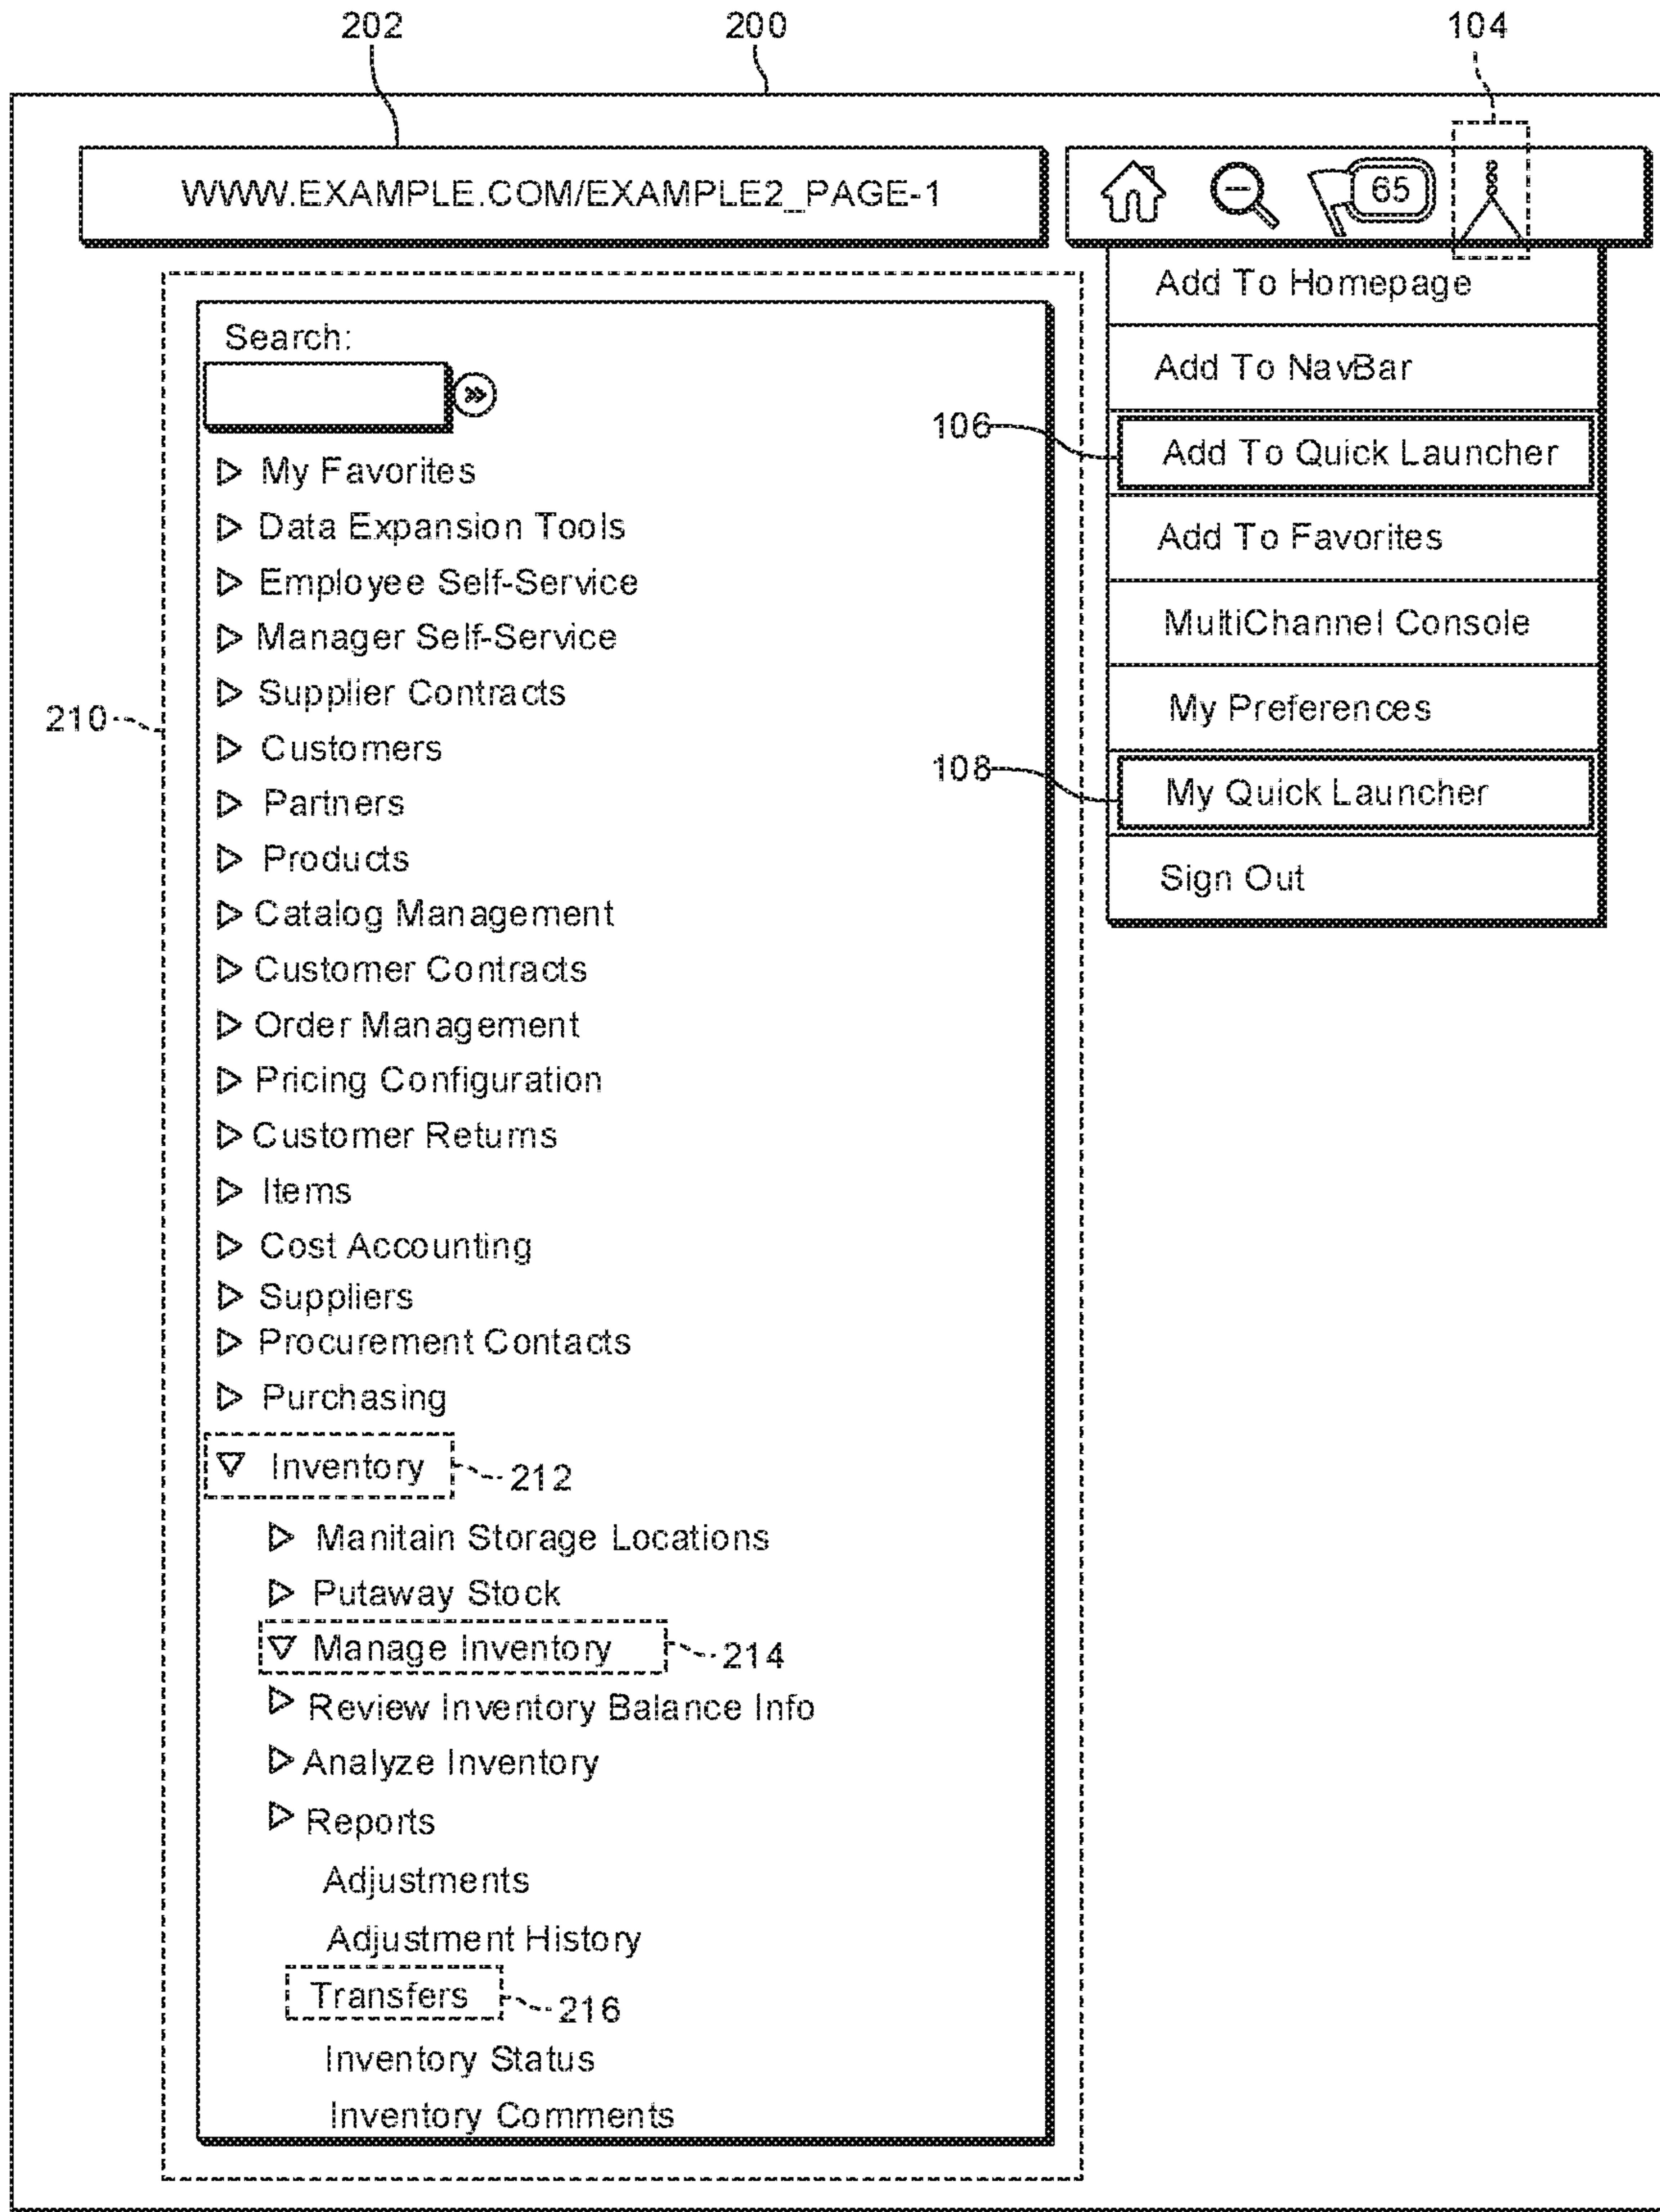 202
200
104
WWW.EXAMPLE.COM/EXAMPLE2_PAGE-1
65
Add To Homepage
Add To NavBar
106
Add To Quick Launcher
Add To Favorites
MultiChannel Console
My Preferences
108
My Quick Launcher
Sign Out
210
Search:
My Favorites
Data Expansion Tools
Employee Self-Service
Manager Self-Service
Supplier Contracts
Customers
Partners
Products
Catalog Management
Customer Contracts
Order Management
Pricing Configuration
Customer Returns
Items
Cost Accounting
Suppliers
Procurement Contacts
Purchasing
Inventory
212
Manitain Storage Locations
Putaway Stock
Manage Inventory
214
Review Inventory Balance Info
Analyze Inventory
Reports
Adjustments
Adjustment History
Transfers
216
Inventory Status
Inventory Comments